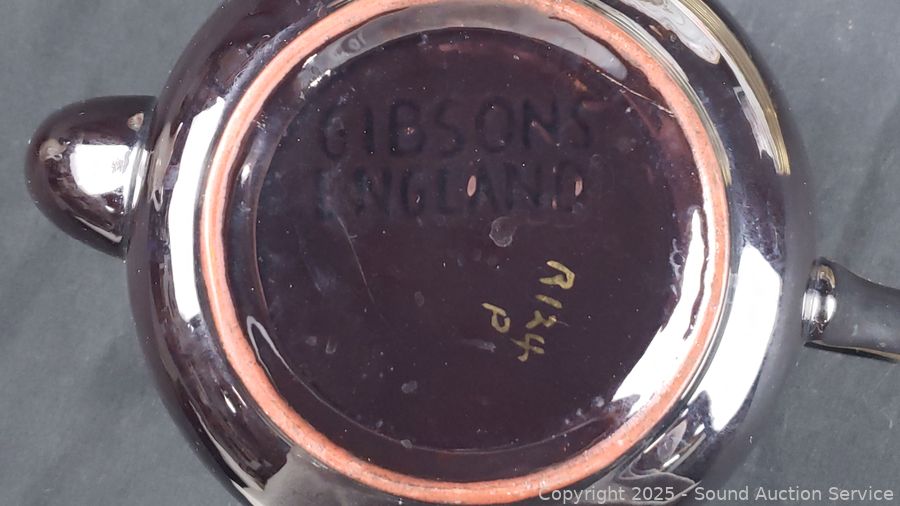 GIBSONS
ENGLAND
R124
P
Copyright 2025 - Sound Auction Service